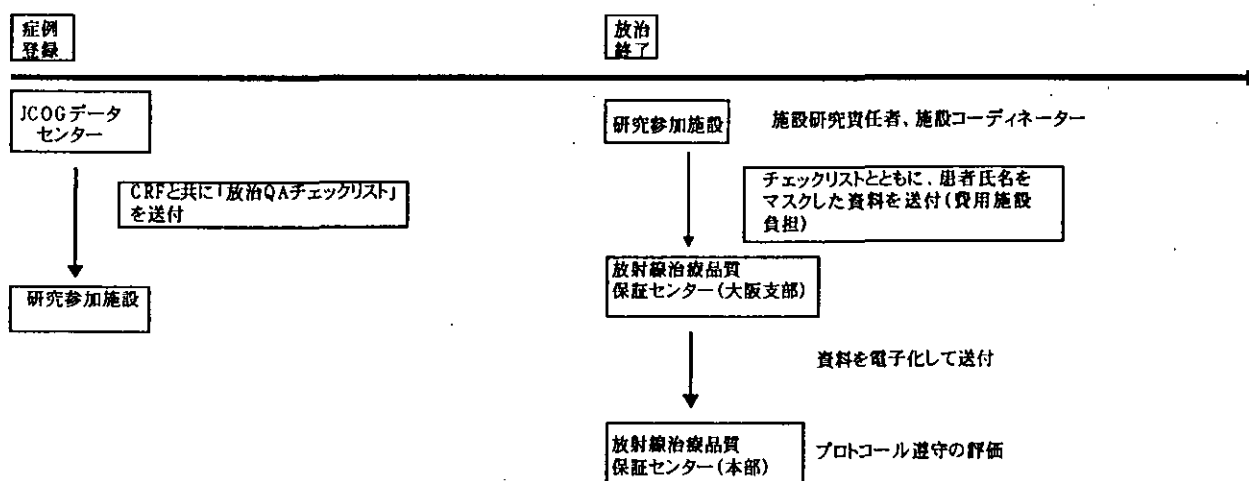 症例
登録
放治
終了
JCOGデータ
センター
CRFと共に「放治QAチェックリスト」
を送付
研究参加施設
研究参加施設
施設研究責任者、施設コーディネーター
チェックリストとともに、患者氏名を
マスクした資料を送付(費用施設
負担)
放射線治療品質
保証センター(大阪支部)
資料を電子化して送付
放射線治療品質
保証センター(本部)
プロトコール遵守の評価